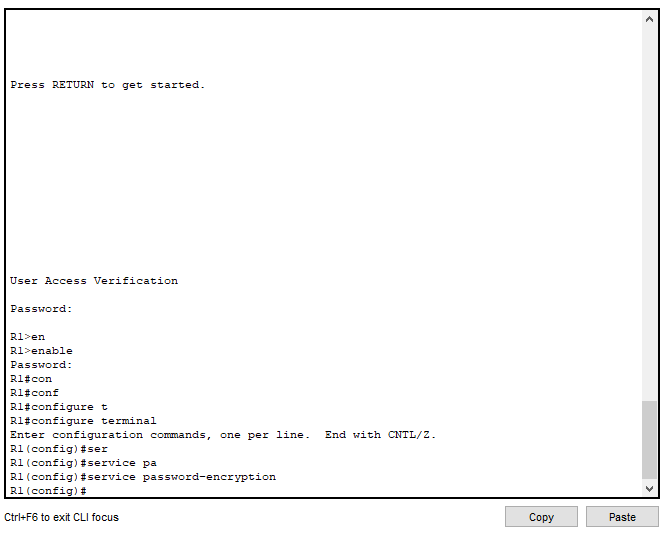 Press RETURN to get started.
User Access Verification
Password:
R1>en
R1>enable
Password:
R1#con
R1#conf
R1#configure t
R1#configure terminal
Enter configuration commands, one per line.  End with CNTL/Z.
R1(config)#ser
R1(config)#service pa
R1(config)#service password-encryption
R1(config)#
Ctrl+F6 to exit CLI focus
Copy
Paste